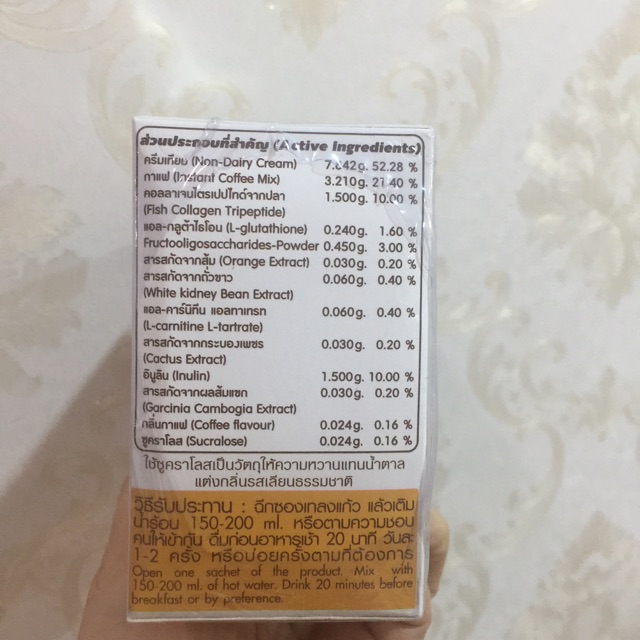 ส่วนประกอบที่สำคัญ (Active Ingredients)
ครีมเทียม (Non-Dairy Cream) 7.842g. 52.28 %
กาแฟ (Instant Coffee Mix) 3.210g. 21.40 %
คอลลาเจนไตรเปปไทด์จากปลา 1.500g. 10.00 %
(Fish Collagen Tripeptide)
แอล-กลูต้าไธโอน (L-glutathione) 0.240g. 1.60 %
Fructooligosaccharides-Powder 0.450g. 3.00 %
สารสกัดจากส้ม (Orange Extract) 0.030g. 0.20 %
สารสกัดจากถั่วขาว 0.060g. 0.40 %
(White kidney Bean Extract)
แอล-คาร์นิทีน แอลทาเทรท 0.060g. 0.40 %
(L-carnitine L-tartrate)
สารสกัดจากกระบองเพชร 0.030g. 0.20 %
(Cactus Extract)
อินูลิน (Inulin) 1.500g. 10.00 %
สารสกัดจากผลส้มแขก 0.030g. 0.20 %
(Garcinia Cambogia Extract)
กลิ่นกาแฟ (Coffee flavour) 0.024g. 0.16 %
ซูคราโลส (Sucralose) 0.024g. 0.16 %
ใช้ซูคราโลสเป็นวัตถุให้ความหวานแทนน้ำตาล
แต่งกลิ่นรสเลียนธรรมชาติ
วิธีรับประทาน : ฉีกซองเทลงแก้ว แล้วเติม
น้ำร้อน 150-200 ml. หรือตามความชอบ
คนให้เข้ากัน ดื่มก่อนอาหารเช้า 20 นาที วันละ
1-2 ครั้ง หรือบ่อยครั้งตามที่ต้องการ
Open one sachet of the product. Mix with
150-200 ml. of hot water. Drink 20 minutes before
breakfast or by preference.